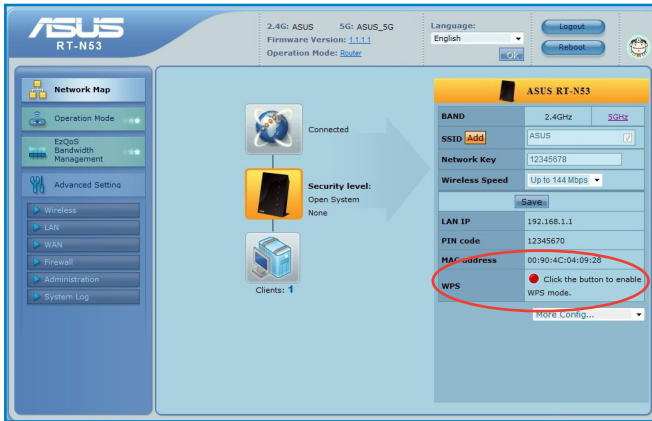 ASUS
RT-N53
2.4G: ASUS 5G: ASUS_5G
Firmware Version: 1.1.1.1
Operation Mode: Router
Language:
English
OK
Logout
Reboot
Network Map
Operation Mode
EzQoS
Bandwidth
Management
Advanced Setting
Wireless
LAN
WAN
Firewall
Administration
System Log
Connected
Security level:
Open System
None
Clients: 1
ASUS RT-N53
BAND 2.4GHz 5GHz
SSID Add ASUS
Network Key 12345678
Wireless Speed Up to 144 Mbps
Save
LAN IP 192.168.1.1
PIN code 12345670
MAC address 00:90:4C:04:09:28
WPS Click the button to enable
WPS mode.
More Config...